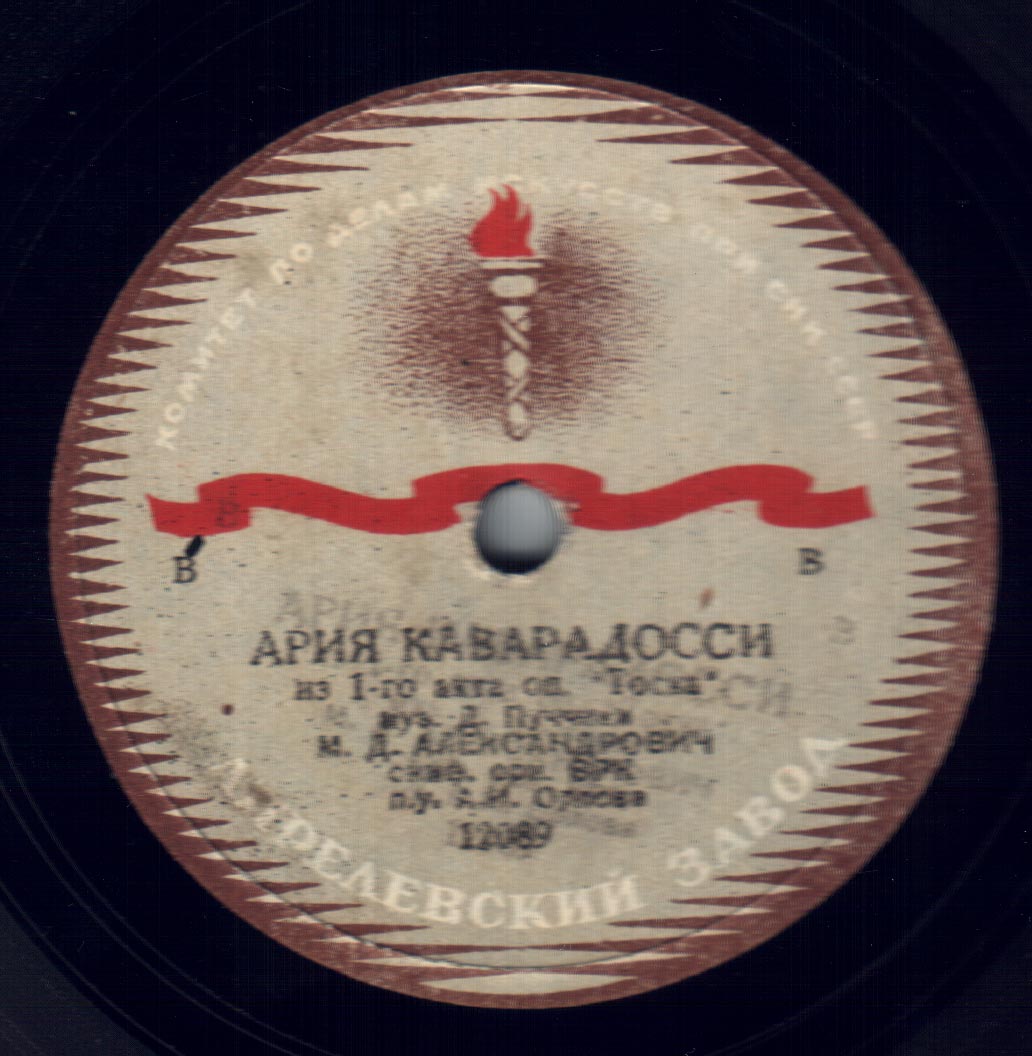 КОМИТЕТ ПО ДЕЛАМ ИСКУССТВ ПРИ СНК СССР
В В
АРИЯ КАВАРАДОССИ
из 1-го акта оп. "Тоска"
муз. Д. Пуччини
М. Д. АЛЕКСАНДРОВИЧ
симф. орк. ВРК
п.у. А.И. Орлова
12089
АПРЕЛЕВСКИЙ ЗАВОД